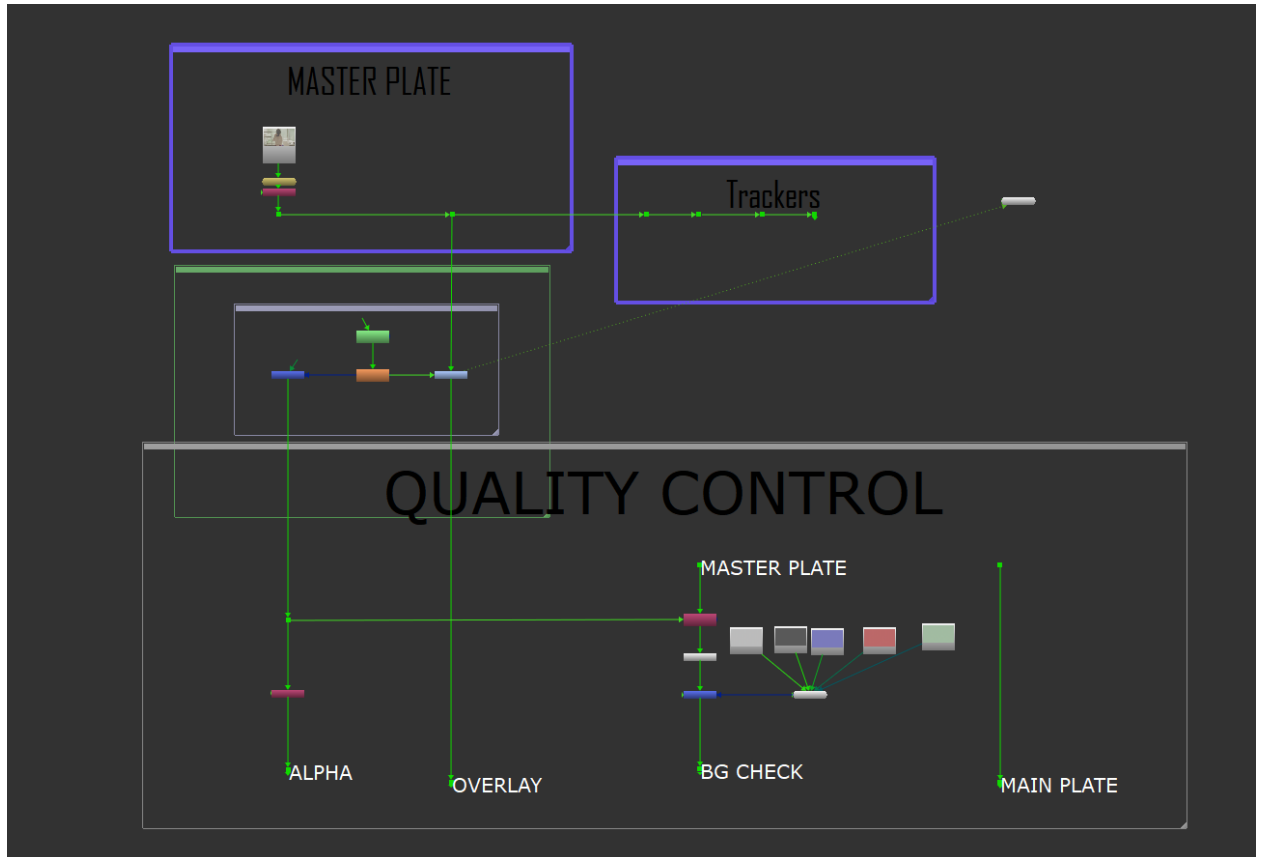 MASTER PLATE
Trackers
QUALITY CONTROL
MASTER PLATE
ALPHA
OVERLAY
BG CHECK
MAIN PLATE